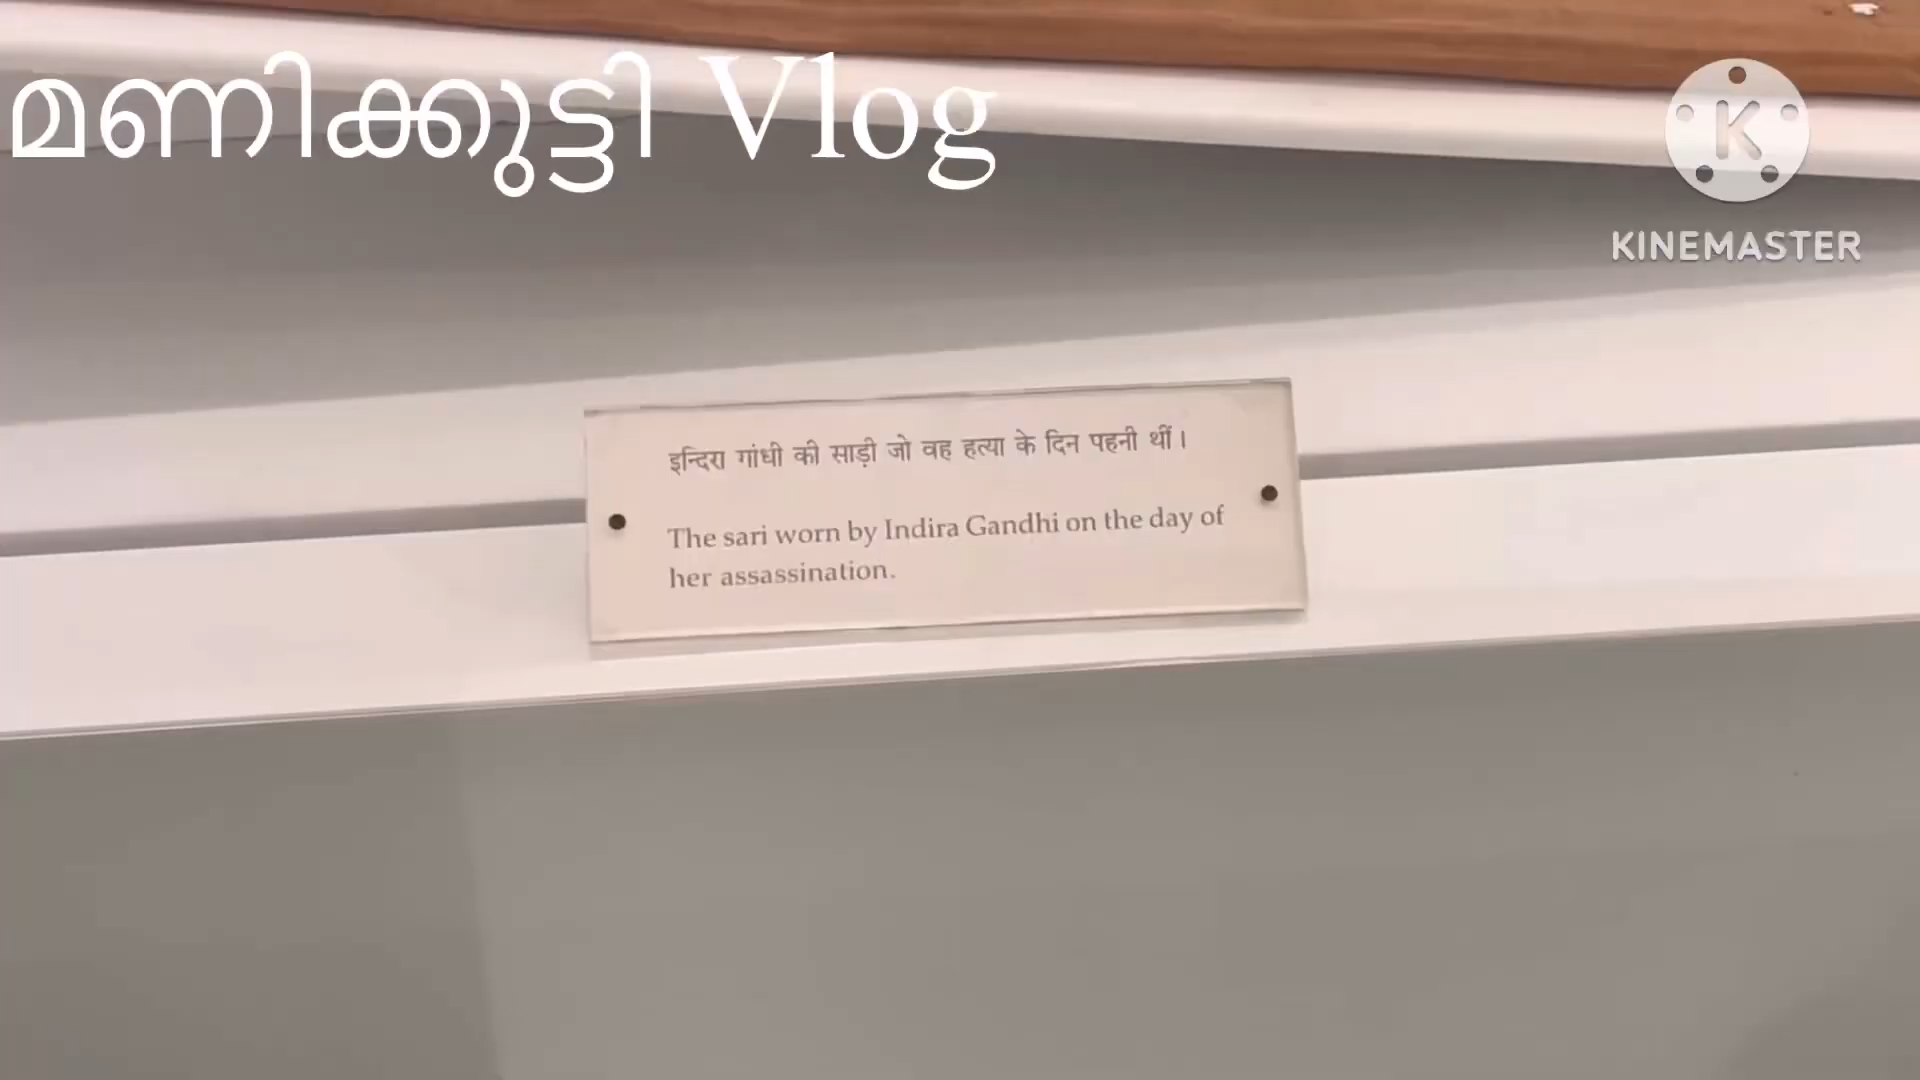 മണിക്കുട്ടി Vlog
KINEMASTER
इन्दिरा गांधी की साड़ी जो वह हत्या के दिन पहनी थीं।
The sari worn by Indira Gandhi on the day of
her assassination.